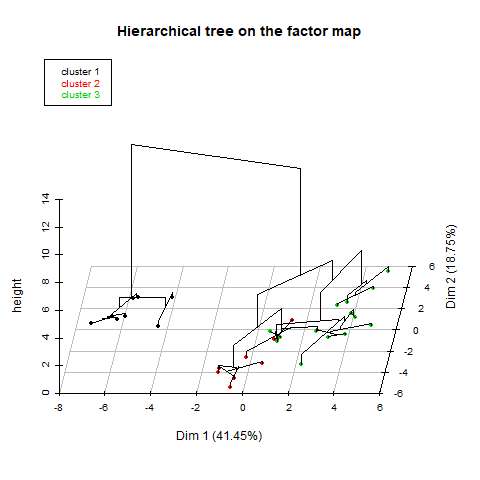 Hierarchical tree on the factor map
cluster 1
cluster 2
cluster 3
14
12
10
8
6
4
2
0
height
6
4
2
0
-2
-4
-6
Dim 2 (18.75%)
-8 -6 -4 -2 0 2 4 6
Dim 1 (41.45%)